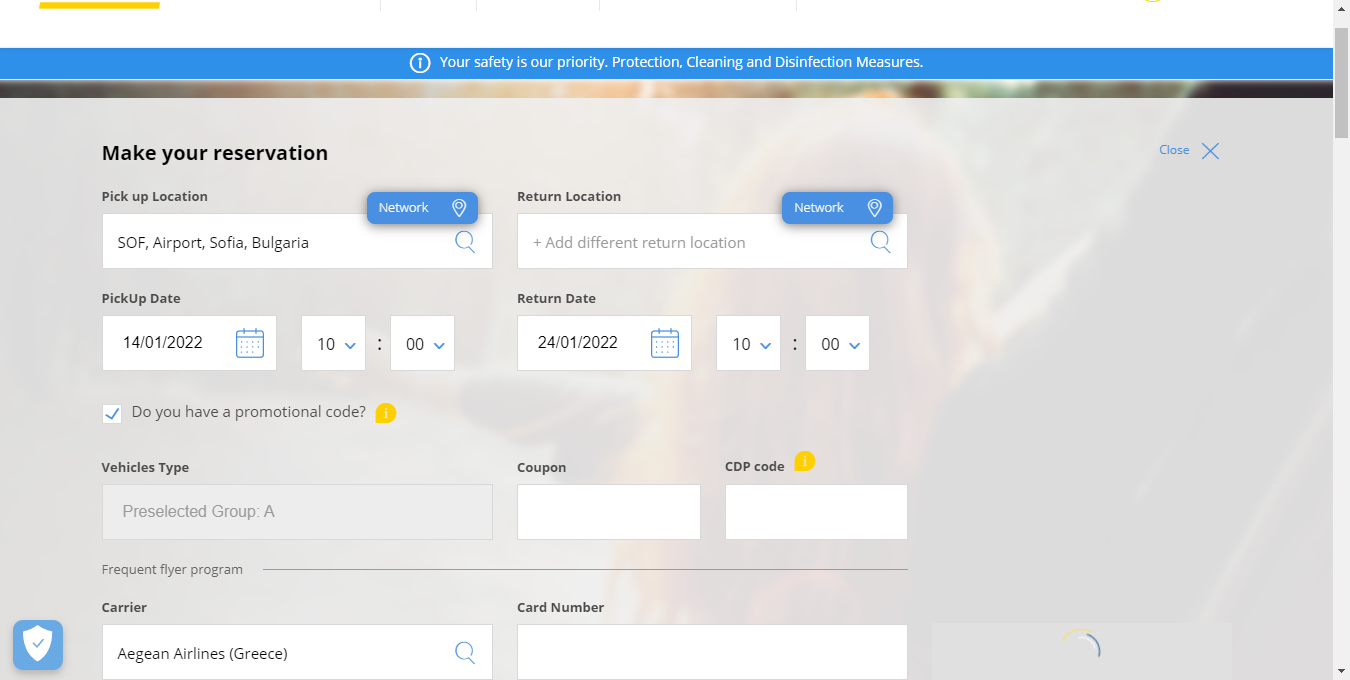 Your safety is our priority. Protection, Cleaning and Disinfection Measures.
Make your reservation
Close
Pick up Location
Network
Return Location
Network
SOF, Airport, Sofia, Bulgaria
+ Add different return location
PickUp Date
Return Date
14/01/2022
10
:
00
24/01/2022
10
:
00
Do you have a promotional code?
i
Vehicles Type
Coupon
CDP code
i
Preselected Group: A
Frequent flyer program
Carrier
Card Number
Aegean Airlines (Greece)